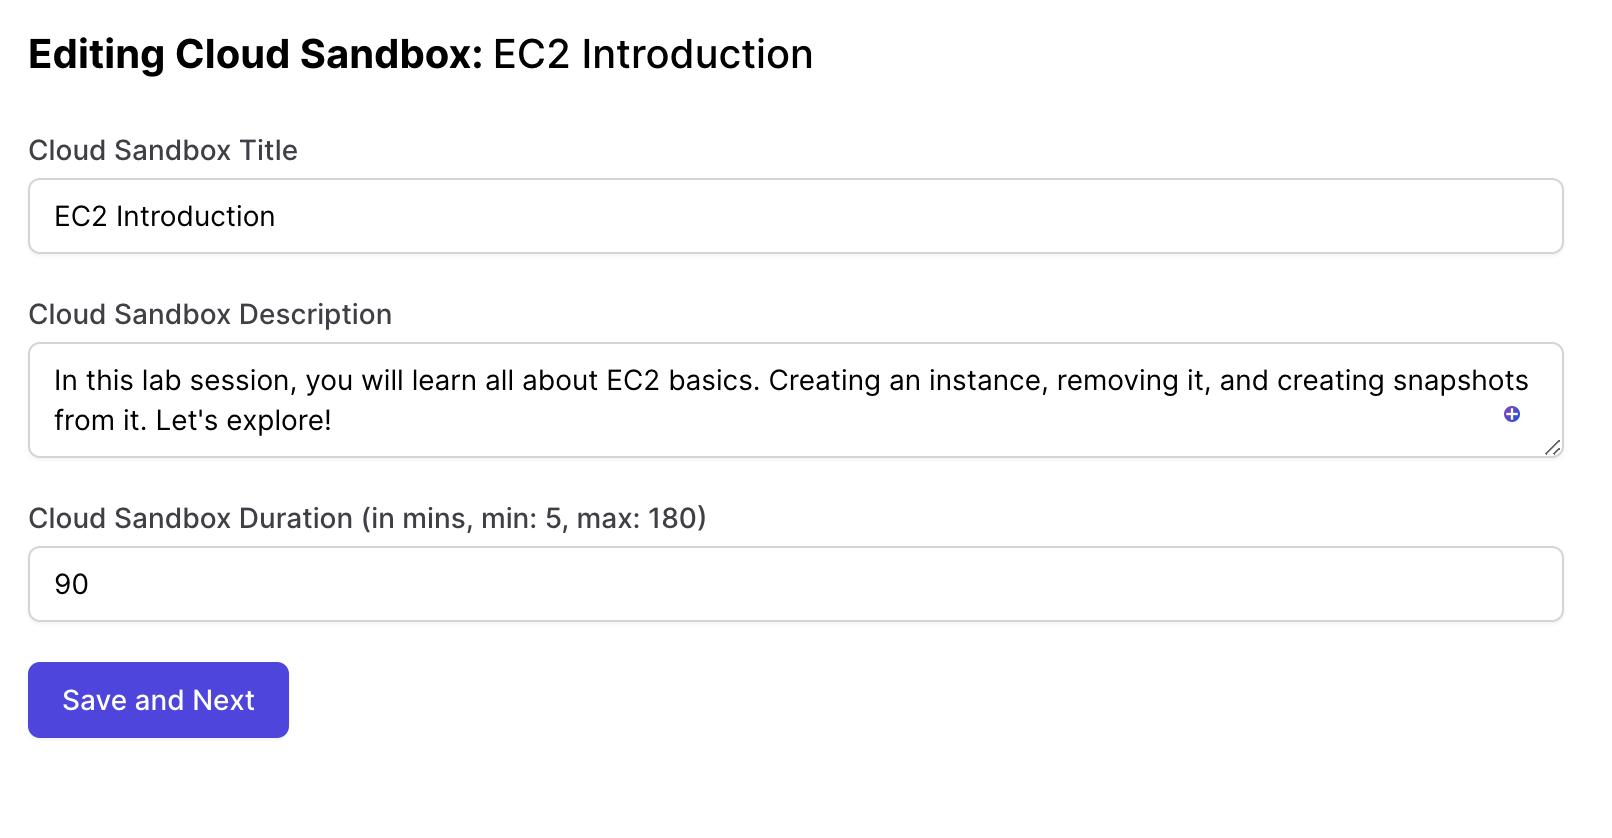 Editing Cloud Sandbox: EC2 Introduction
Cloud Sandbox Title
EC2 Introduction
Cloud Sandbox Description
In this lab session, you will learn all about EC2 basics. Creating an instance, removing it, and creating snapshots
from it. Let's explore!
Cloud Sandbox Duration (in mins, min: 5, max: 180)
90
Save and Next